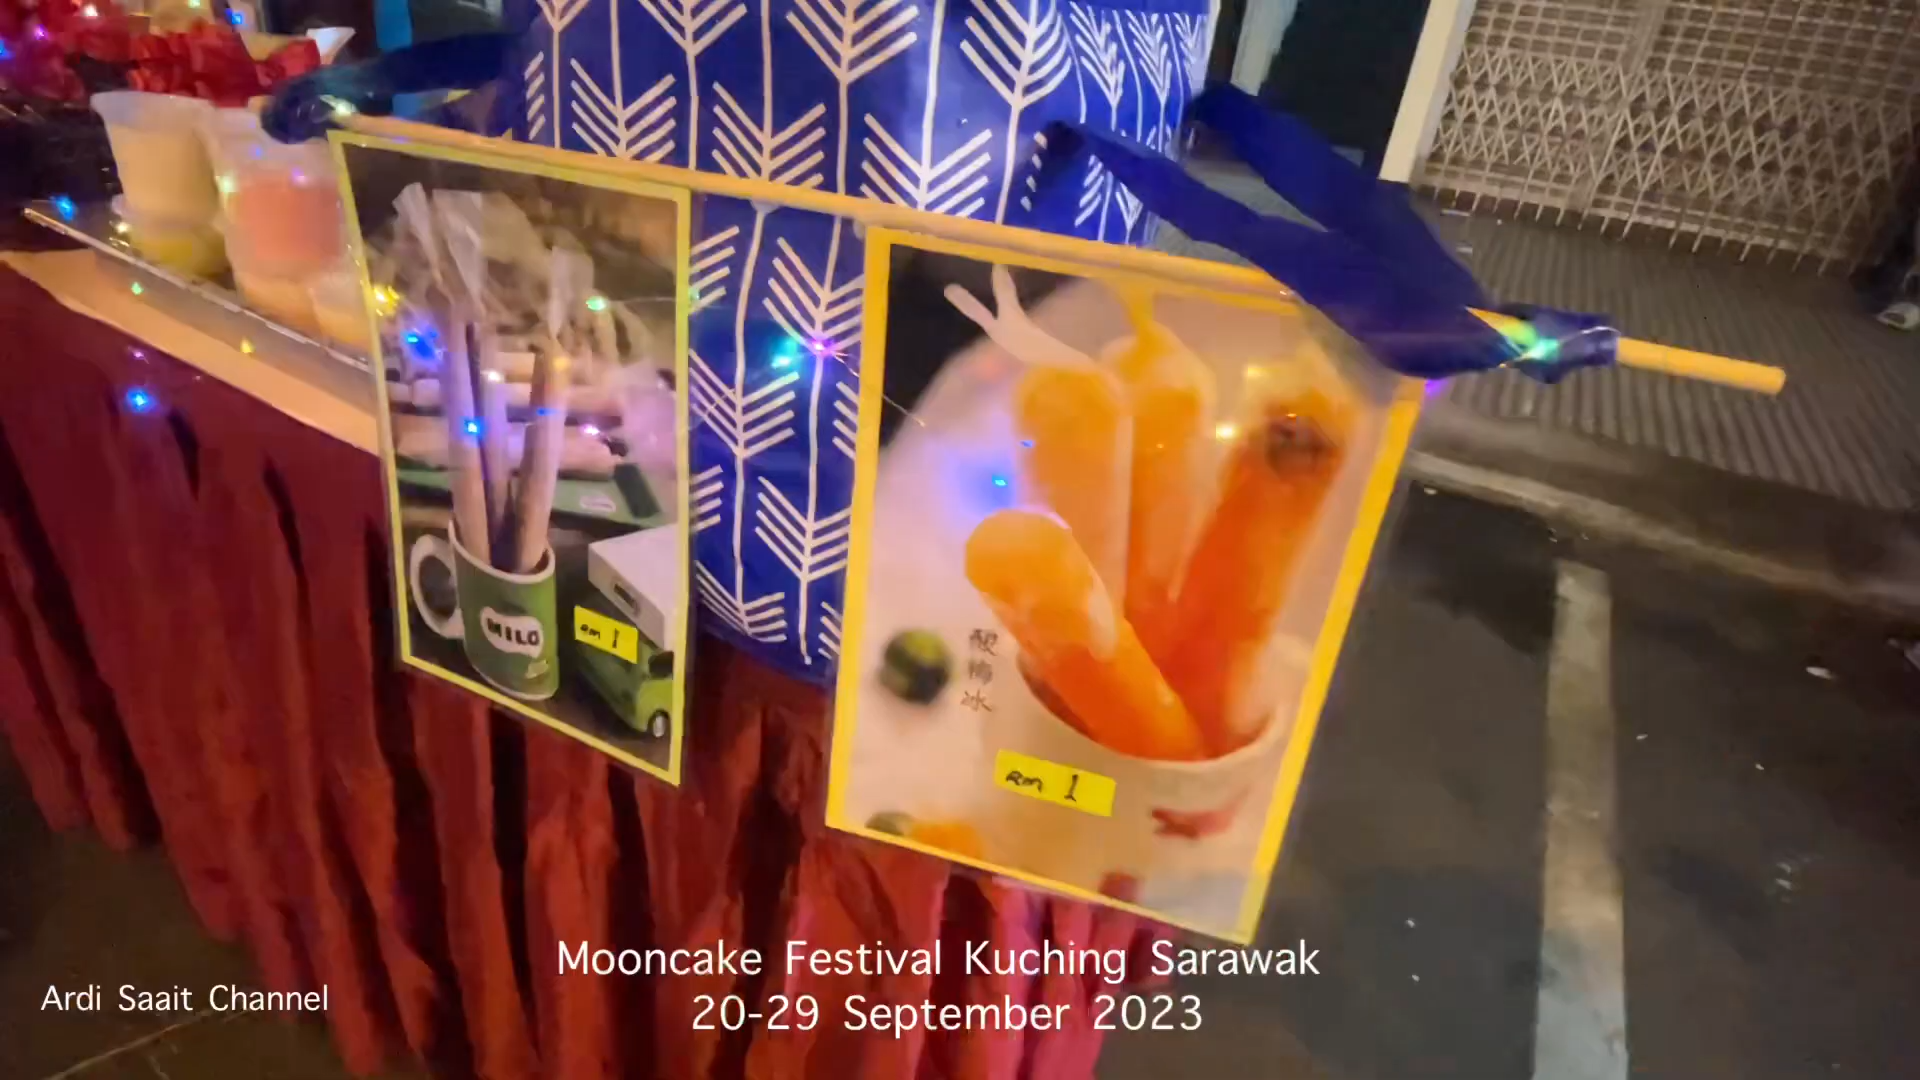 MILO
RM 1
酸
梅
冰
RM 1
Mooncake Festival Kuching Sarawak
20-29 September 2023
Ardi Saait Channel